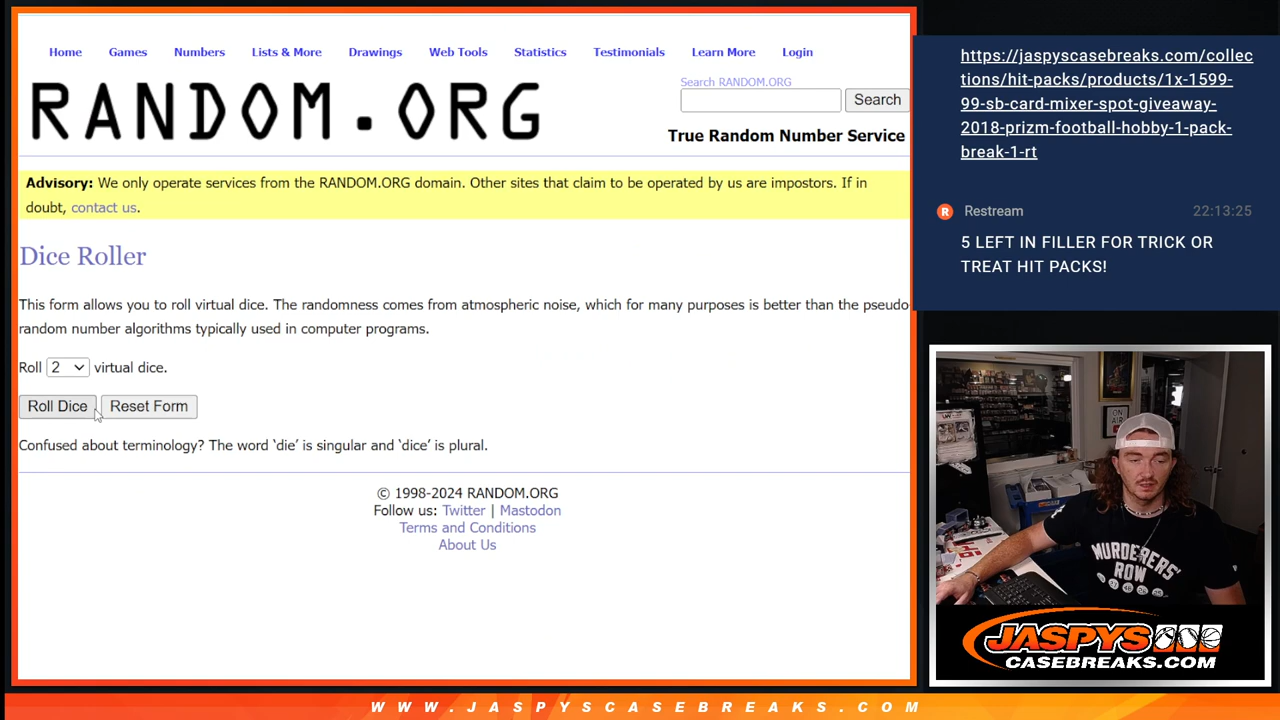 Home Games Numbers Lists & More Drawings Web Tools Statistics Testimonials Learn More Login
RANDOM.ORG
Search RANDOM.ORG
Search
True Random Number Service
Advisory: We only operate services from the RANDOM.ORG domain. Other sites that claim to be operated by us are impostors. If in
doubt, contact us.
Dice Roller
This form allows you to roll virtual dice. The randomness comes from atmospheric noise, which for many purposes is better than the pseudo
random number algorithms typically used in computer programs.
Roll 2 virtual dice.
Roll Dice Reset Form
Confused about terminology? The word ‘die’ is singular and ‘dice’ is plural.
© 1998-2024 RANDOM.ORG
Follow us: Twitter | Mastodon
Terms and Conditions
About Us
https://jaspyscasebreaks.com/collec
tions/hit-packs/products/1x-1599-
99-sb-card-mixer-spot-giveaway-
2018-prizm-football-hobby-1-pack-
break-1-rt
R Restream 22:13:25
5 LEFT IN FILLER FOR TRICK OR
TREAT HIT PACKS!
ON
AIR
MURDERERS'
ROW
JASPYS
CASEBREAKS.COM
WWW.JASPYSCASEBREAKS.COM